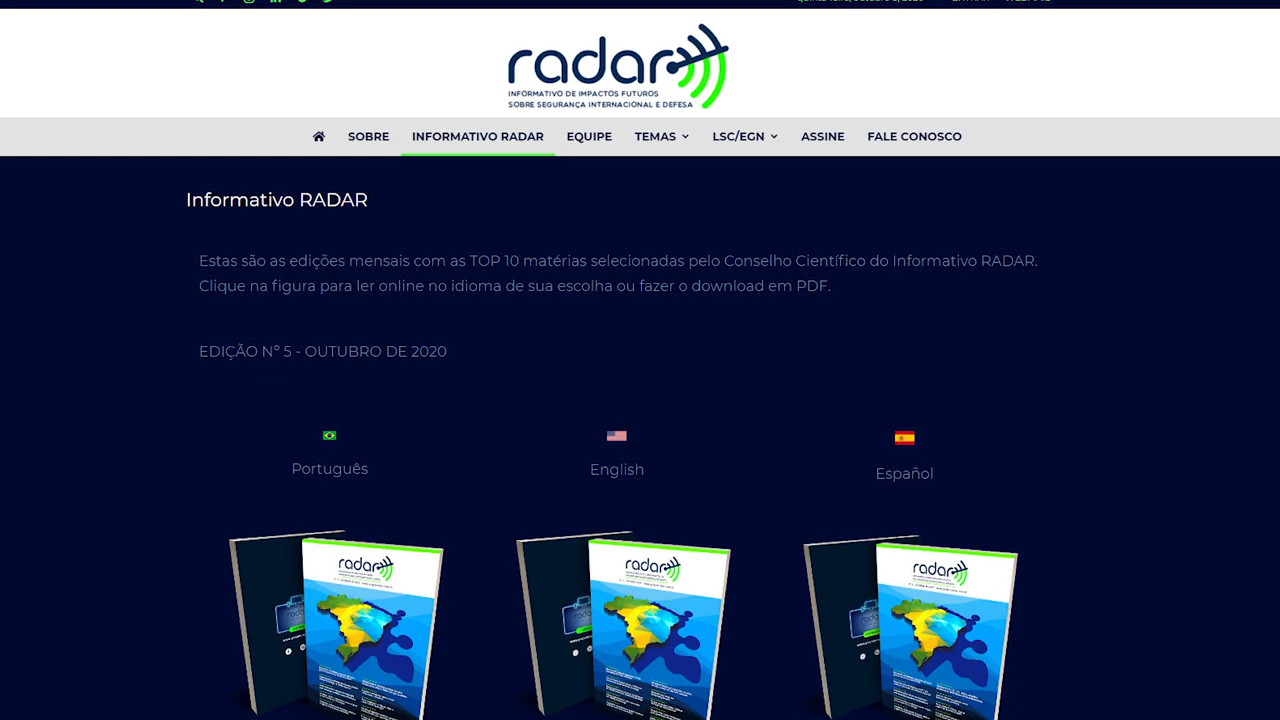 radar
INFORMATIVO DE IMPACTOS FUTUROS
SOBRE SEGURANÇA INTERNACIONAL E DEFESA
SOBRE INFORMATIVO RADAR EQUIPE TEMAS LSC/EGN ASSINE FALE CONOSCO
Informativo RADAR
Estas são as edições mensais com as TOP 10 matérias selecionadas pelo Conselho Científico do Informativo RADAR.
Clique na figura para ler online no idioma de sua escolha ou fazer o download em PDF.
EDIÇÃO Nº 5 - OUTUBRO DE 2020
Português English Español
radar radar radar